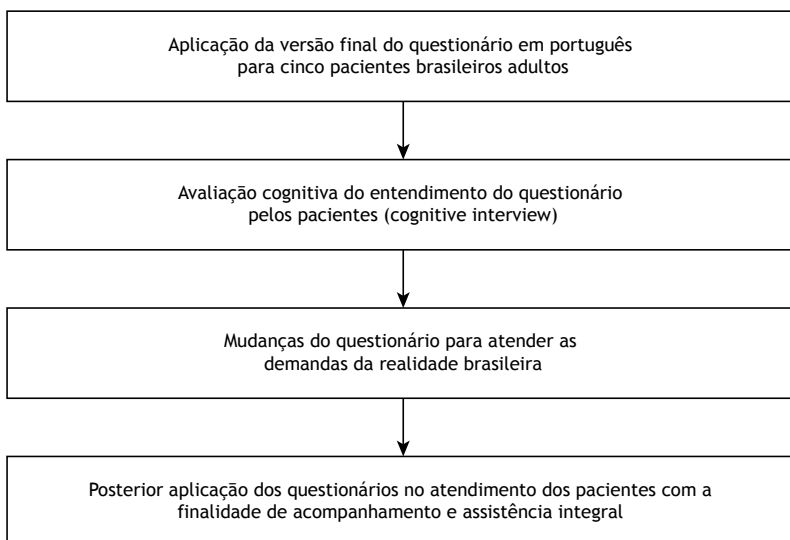 Aplicação da versão final do questionário em português
para cinco pacientes brasileiros adultos
Avaliação cognitiva do entendimento do questionário
pelos pacientes (cognitive interview)
Mudanças do questionário para atender as
demandas da realidade brasileira
Posterior aplicação dos questionários no atendimento dos pacientes com a
finalidade de acompanhamento e assistência integral